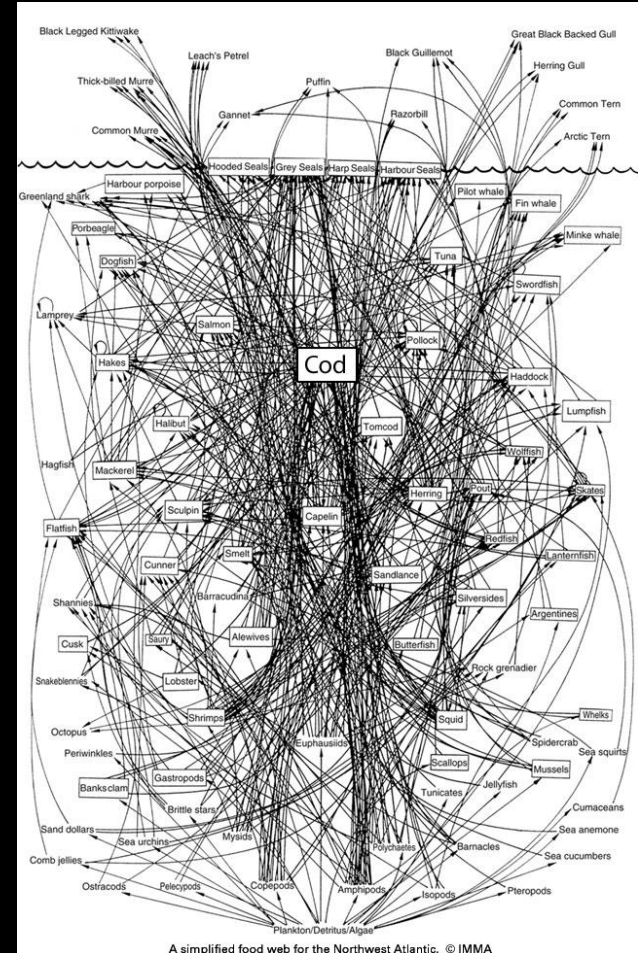 Black Legged Kittiwake
Great Black Backed Gull
Leach's Petrel
Black Guillemot
Herring Gull
Thick-billed Murre
Puffin
Common Tern
Gannet
Razorbill
Common Murre
Arctic Tern
Hooded Seals
Grey Seals
Harp Seals
Harbour Seals
Harbour porpoise
Pilot whale
Greenland shark
Fin whale
Porbeagle
Minke whale
Tuna
Dogfish
Swordfish
Lamprey
Salmon
Pollock
Cod
Hakes
Haddock
Lumpfish
Halibut
Tomcod
Wolffish
Hagfish
Mackerel
Herring
Pout
Skates
Sculpin
Capelin
Flatfish
Redfish
Smelt
Lanternfish
Cunner
Sandlance
Barracudina
Silversides
Shannies
Argentines
Alewives
Saury
Cusk
Butterfish
Rock grenadier
Snakeblennies
Lobster
Shrimps
Squid
Whelks
Octopus
Euphausiids
Spidercrab
Periwinkles
Sea squirts
Scallops
Gastropods
Mussels
Jellyfish
Banksclam
Tunicates
Brittle stars
Cumaceans
Sand dollars
Mysids
Sea anemone
Sea urchins
Polychaetes
Barnacles
Comb jellies
Sea cucumbers
Ostracods
Pelecypods
Copepods
Amphipods
Isopods
Pteropods
Plankton/Detritus/Algae
A simplified food web for the Northwest Atlantic. © IMMA